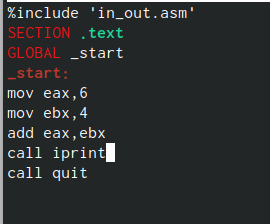 %include 'in_out.asm'
SECTION .text
GLOBAL _start
_start:
mov eax,6
mov ebx,4
add eax,ebx
call iprint
call quit